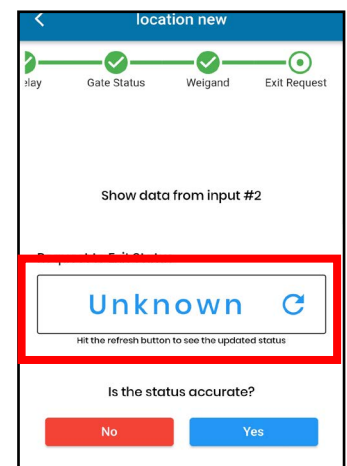 location new
elay Gate Status Weigand Exit Request
Show data from input #2
Unknown
Hit the refresh button to see the updated status
Is the status accurate?
No Yes